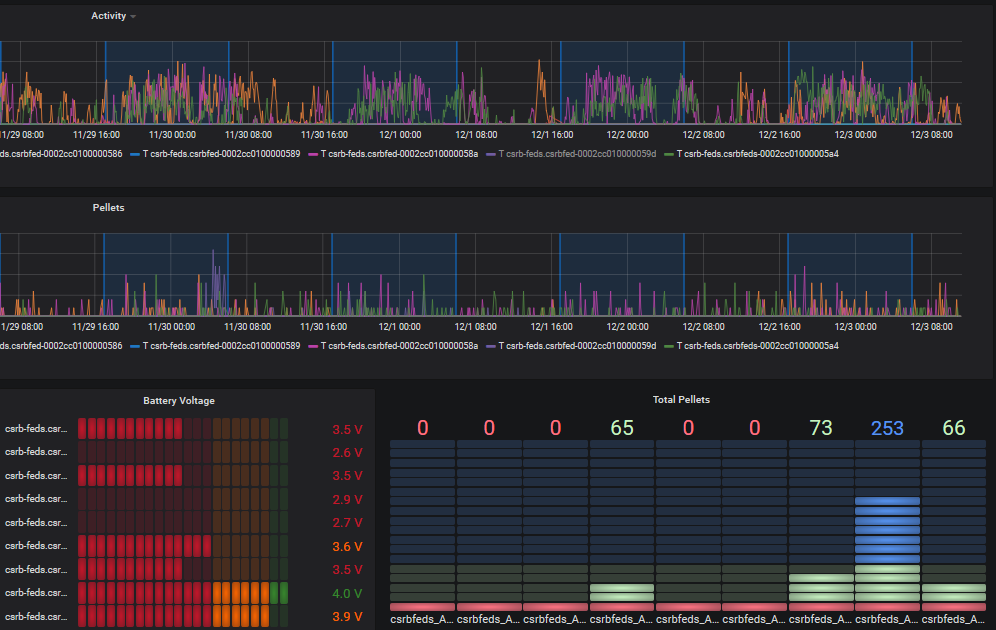 Activity
11/29 08:00 11/29 16:00 11/30 00:00 11/30 08:00 11/30 16:00 12/1 00:00 12/1 08:00 12/1 16:00 12/2 00:00 12/2 08:00 12/2 16:00 12/3 00:00 12/3 08:00
ds.csrbfed-0002cc0100000586 T csrb-feds.csrbfed-0002cc0100000589 T csrb-feds.csrbfed-0002cc010000058a T csrb-feds.csrbfed-0002cc010000059d T csrb-feds.csrbfed-0002cc01000005a4
Pellets
1/29 08:00 11/29 16:00 11/30 00:00 11/30 08:00 11/30 16:00 12/1 00:00 12/1 08:00 12/1 16:00 12/2 00:00 12/2 08:00 12/2 16:00 12/3 00:00 12/3 08:00
ds.csrbfed-0002cc0100000586 T csrb-feds.csrbfed-0002cc0100000589 T csrb-feds.csrbfed-0002cc010000058a T csrb-feds.csrbfed-0002cc010000059d T csrb-feds.csrbfed-0002cc01000005a4
Battery Voltage
csrb-feds.csr... 3.5 V
csrb-feds.csr... 2.6 V
csrb-feds.csr... 3.5 V
csrb-feds.csr... 2.9 V
csrb-feds.csr... 2.7 V
csrb-feds.csr... 3.6 V
csrb-feds.csr... 3.5 V
csrb-feds.csr... 4.0 V
csrb-feds.csr... 3.9 V
Total Pellets
0 0 0 65 0 0 73 253 66
csrbfeds_A... csrbfeds_A... csrbfeds_A... csrbfeds_A... csrbfeds_A... csrbfeds_A... csrbfeds_A... csrbfeds_A... csrbfeds_A...